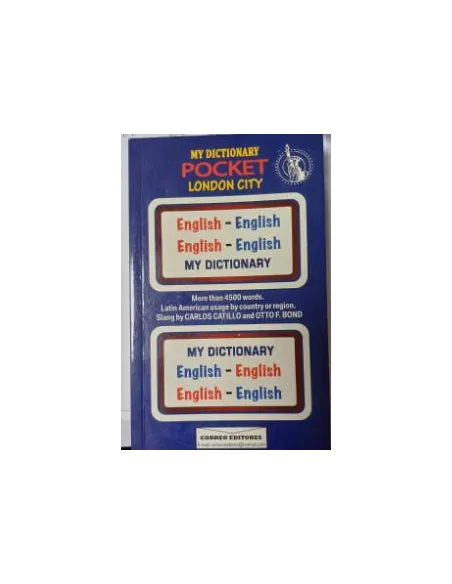 MY DICTIONARY
POCKET
LONDON CITY
English - English
English - English
MY DICTIONARY
More than 4500 words.
Latin American usage by country or region.
Slang by CARLOS CATILLO and OTTO F. BOND
MY DICTIONARY
English - English
English - English
CORREO EDITORES